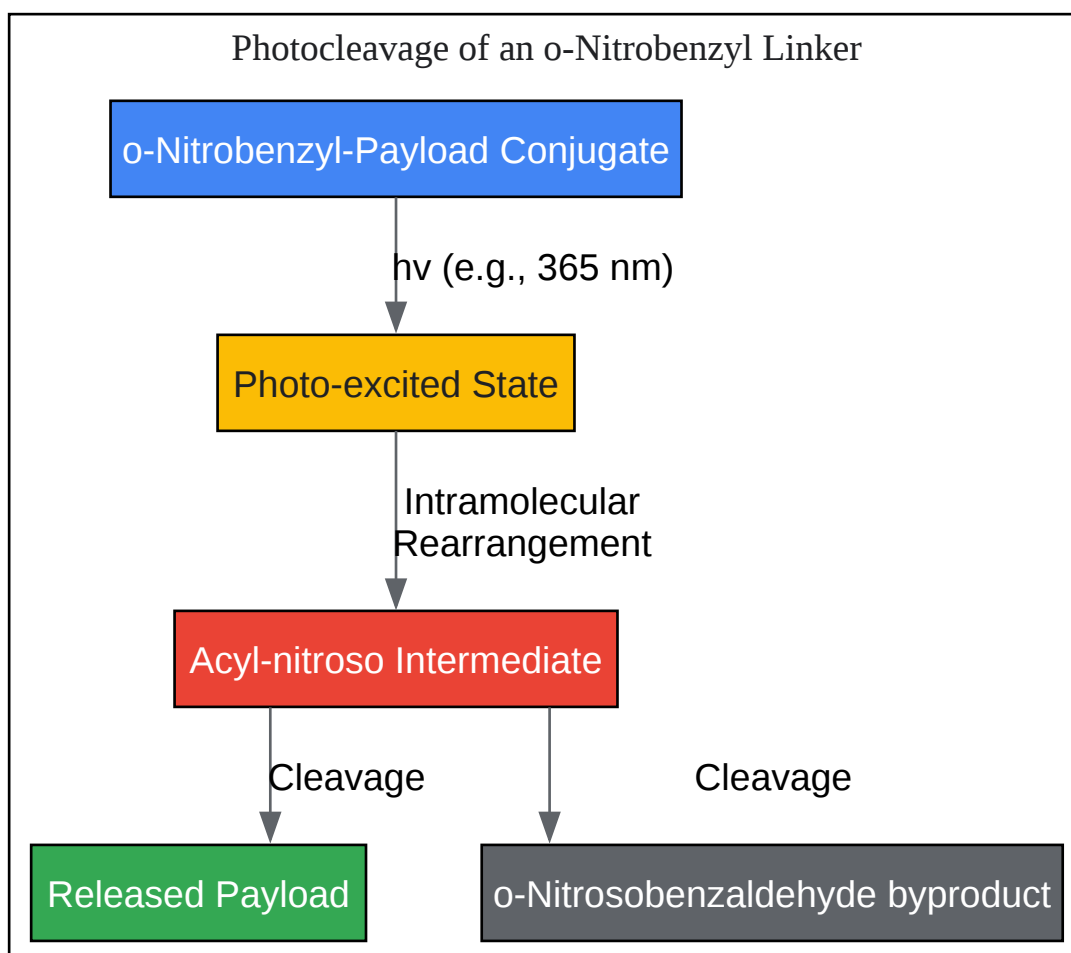 Photocleavage of an o-Nitrobenzyl Linker
o-Nitrobenzyl-Payload Conjugate
hv (e.g., 365 nm)
Photo-excited State
Intramolecular
Rearrangement
Acyl-nitroso Intermediate
Cleavage
Cleavage
Released Payload
o-Nitrosobenzaldehyde byproduct